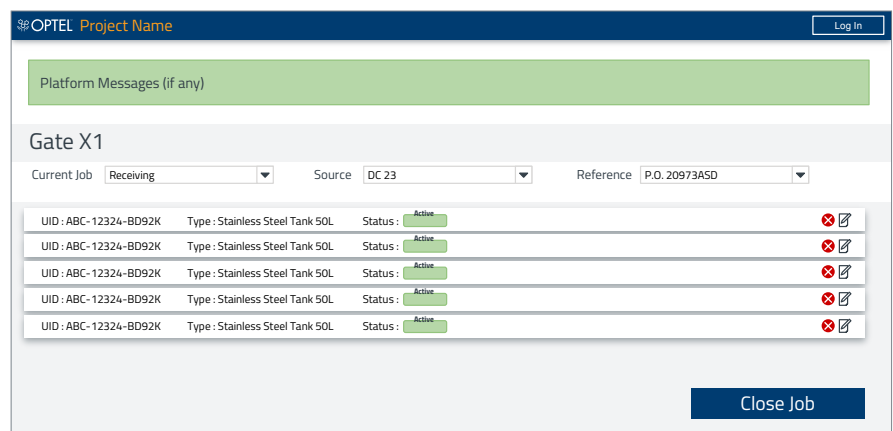 OPTEL Project Name Log In
Platform Messages (if any)
Gate X1
Current Job Receiving Source DC 23 Reference P.O. 20973ASD
UID : ABC-12324-BD92K Type : Stainless Steel Tank 50L Status : Active
UID : ABC-12324-BD92K Type : Stainless Steel Tank 50L Status : Active
UID : ABC-12324-BD92K Type : Stainless Steel Tank 50L Status : Active
UID : ABC-12324-BD92K Type : Stainless Steel Tank 50L Status : Active
UID : ABC-12324-BD92K Type : Stainless Steel Tank 50L Status : Active
Close Job